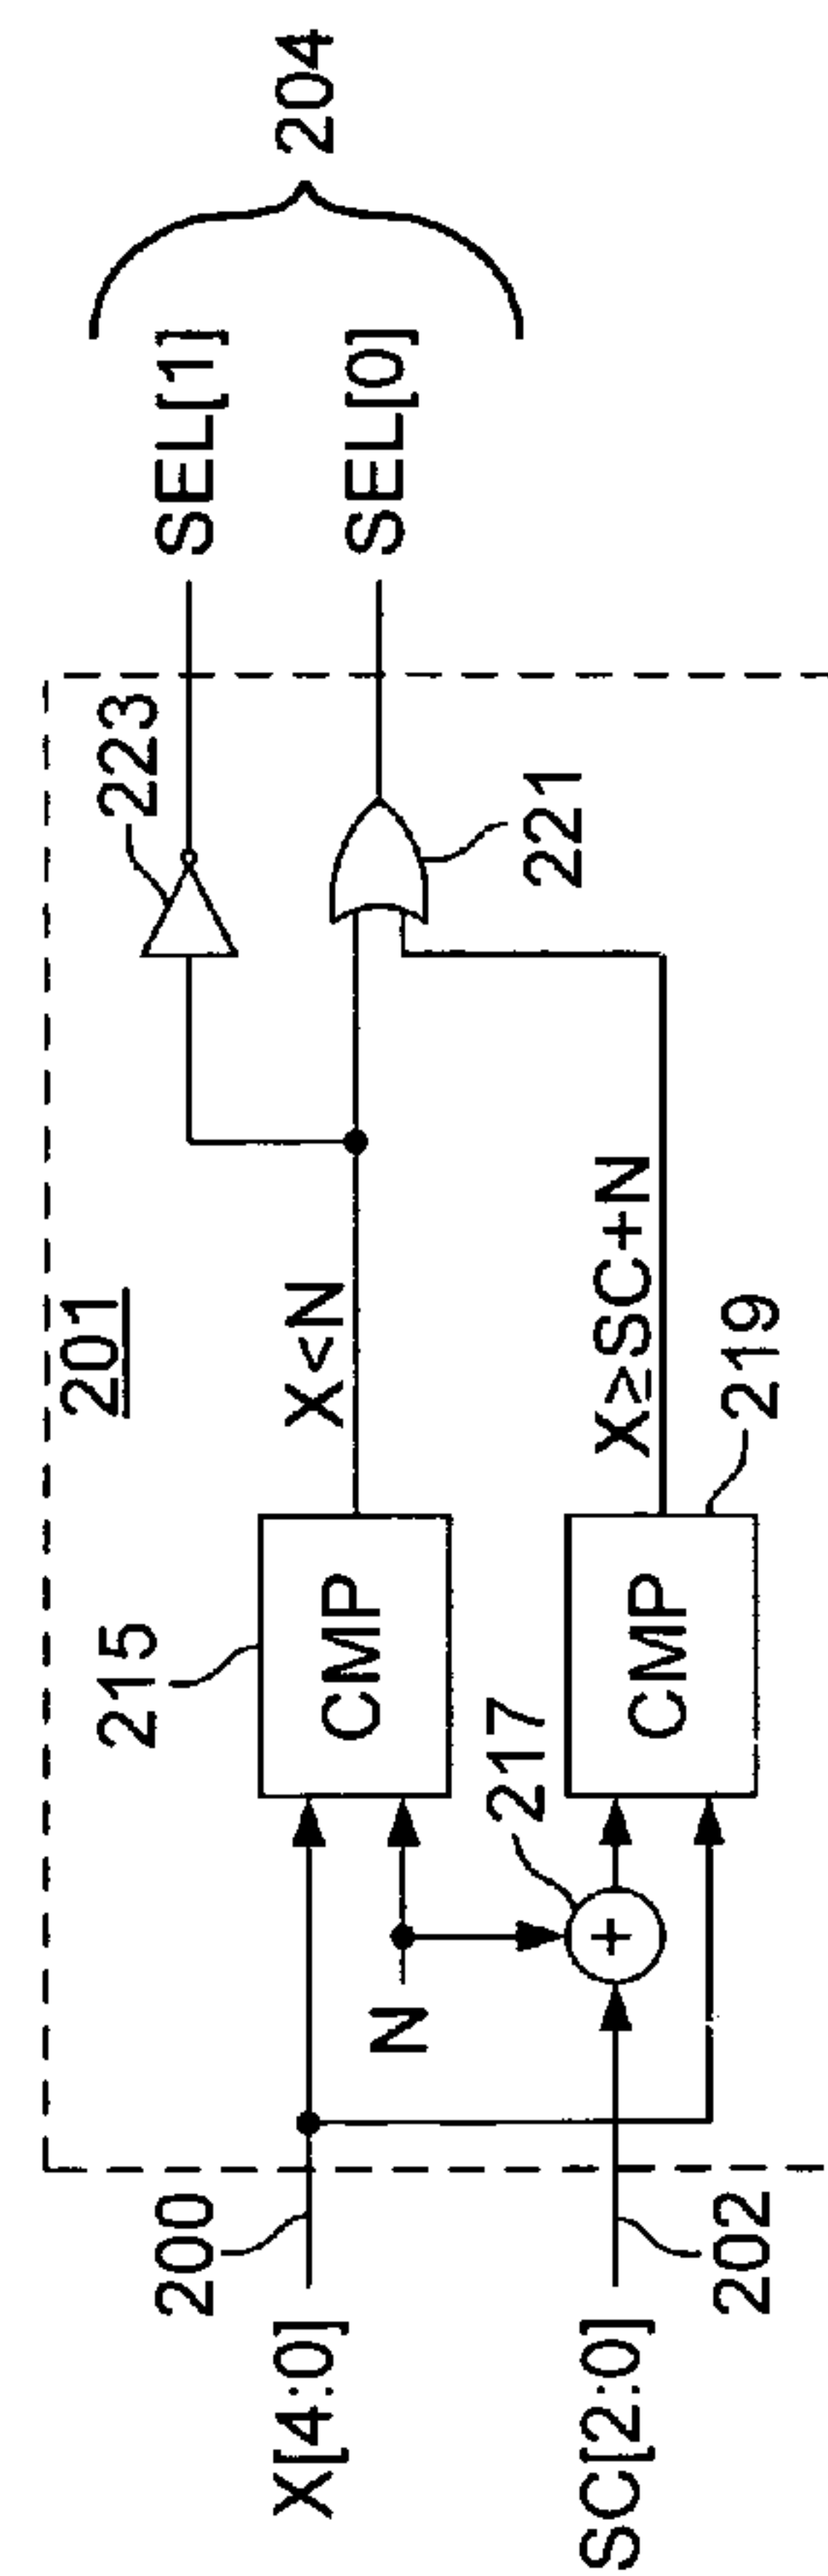 201
X[4:0]
200
215
CMP
X<N
223
SEL[1]
204
N
217
SC[2:0]
202
+
CMP
219
X≥SC+N
221
SEL[0]